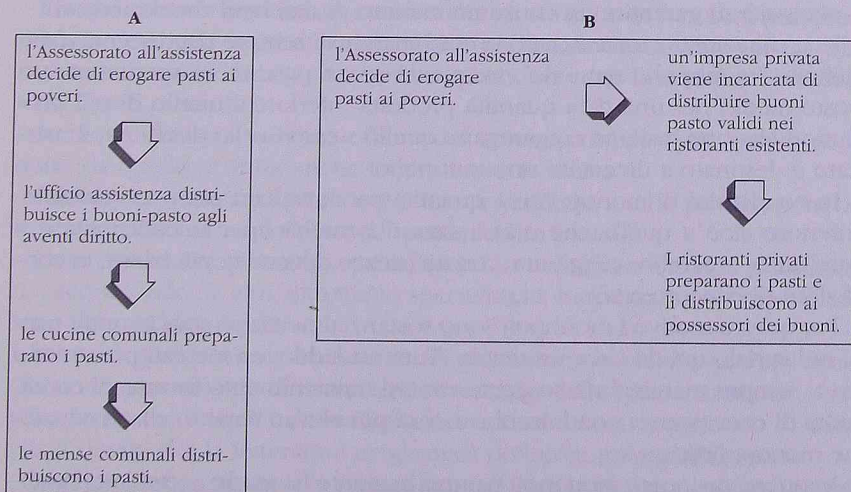 A
l'Assessorato all'assistenza
decide di erogare pasti ai
poveri.
l'ufficio assistenza distri-
buisce i buoni-pasto agli
aventi diritto.
le cucine comunali prepa-
rano i pasti.
le mense comunali distri-
buiscono i pasti.
B
l'Assessorato all'assistenza
decide di erogare
pasti ai poveri.
un'impresa privata
viene incaricata di
distribuire buoni
pasto validi nei
ristoranti esistenti.
I ristoranti privati
preparano i pasti e
li distribuiscono ai
possessori dei buoni.